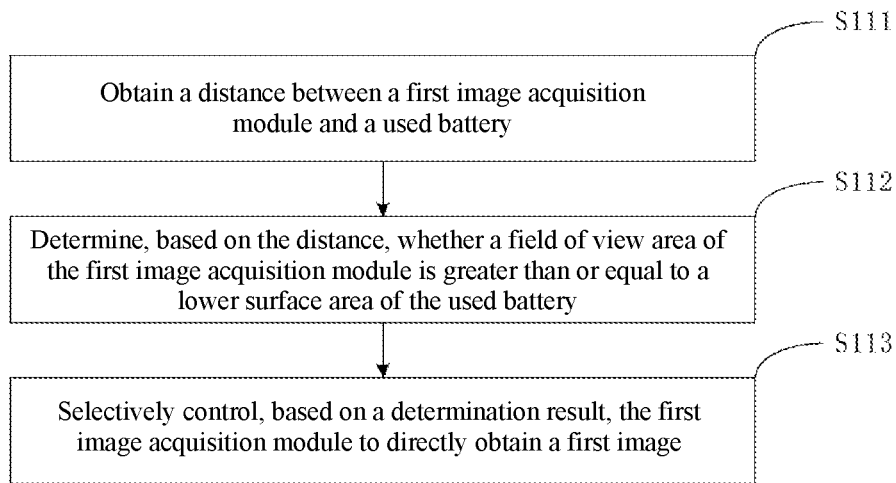 S111
Obtain a distance between a first image acquisition
module and a used battery
S112
Determine, based on the distance, whether a field of view area of
the first image acquisition module is greater than or equal to a
lower surface area of the used battery
S113
Selectively control, based on a determination result, the first
image acquisition module to directly obtain a first image